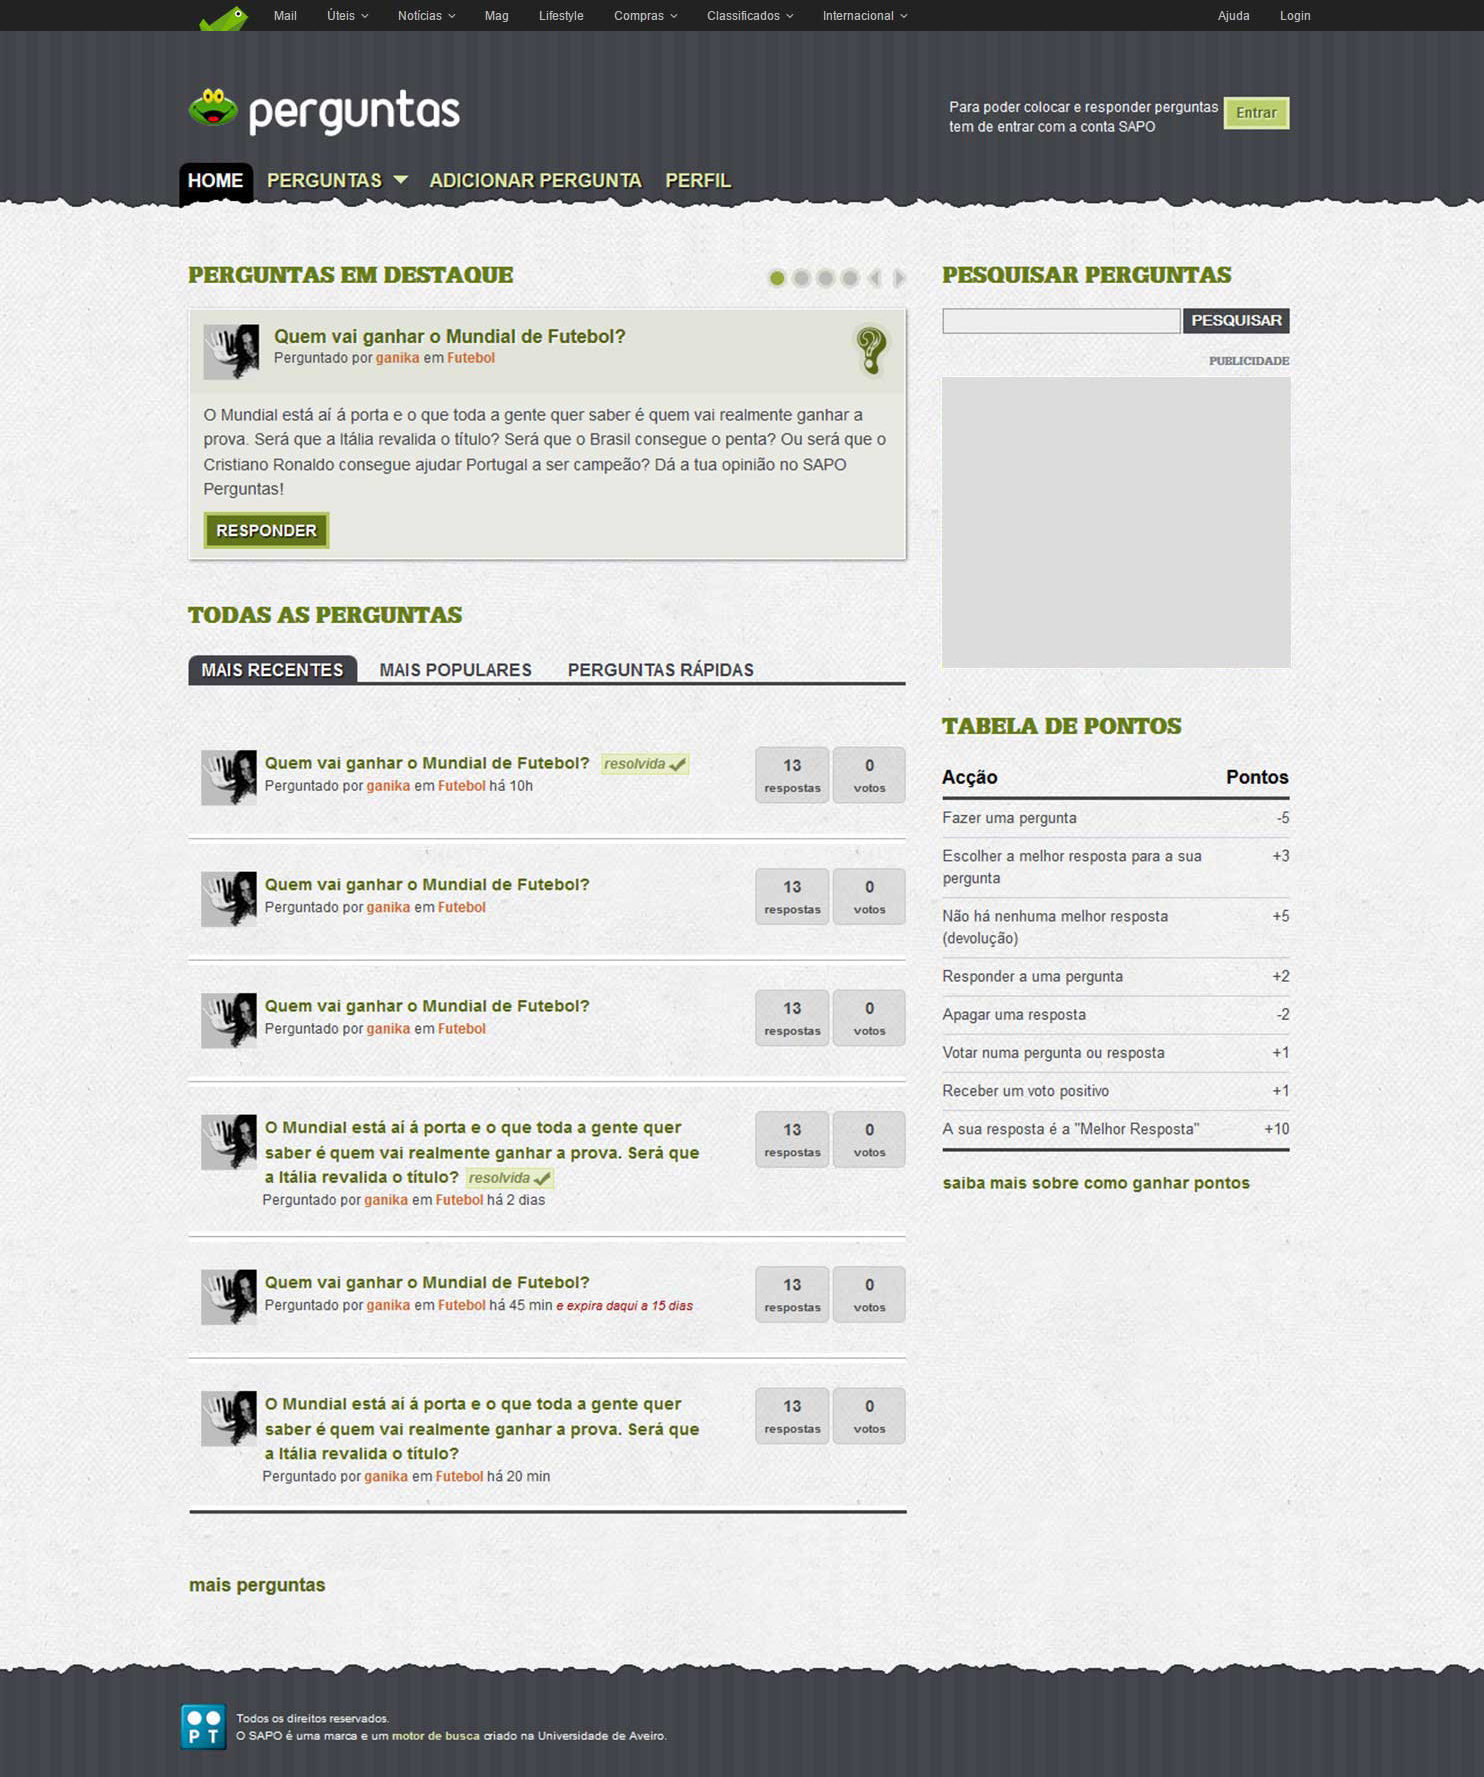 Mail Úteis Notícias Mag Lifestyle Compras Classificados Internacional Ajuda Login
perguntas
Para poder colocar e responder perguntas
tem de entrar com a conta SAPO
Entrar
HOME PERGUNTAS ADICIONAR PERGUNTA PERFIL
PERGUNTAS EM DESTAQUE
Quem vai ganhar o Mundial de Futebol?
Perguntado por ganika em Futebol
O Mundial está aí á porta e o que toda a gente quer saber é quem vai realmente ganhar a
prova. Será que a Itália revalida o título? Será que o Brasil consegue o penta? Ou será que o
Cristiano Ronaldo consegue ajudar Portugal a ser campeão? Dá a tua opinião no SAPO
Perguntas!
RESPONDER
TODAS AS PERGUNTAS
MAIS RECENTES MAIS POPULARES PERGUNTAS RÁPIDAS
Quem vai ganhar o Mundial de Futebol? resolvida
Perguntado por ganika em Futebol há 10h
13 0
respostas votos
Quem vai ganhar o Mundial de Futebol?
Perguntado por ganika em Futebol
13 0
respostas votos
Quem vai ganhar o Mundial de Futebol?
Perguntado por ganika em Futebol
13 0
respostas votos
O Mundial está aí á porta e o que toda a gente quer
saber é quem vai realmente ganhar a prova. Será que
a Itália revalida o título? resolvida
Perguntado por ganika em Futebol há 2 dias
13 0
respostas votos
Quem vai ganhar o Mundial de Futebol?
Perguntado por ganika em Futebol há 45 min e expira daqui a 15 dias
13 0
respostas votos
O Mundial está aí á porta e o que toda a gente quer
saber é quem vai realmente ganhar a prova. Será que
a Itália revalida o título?
Perguntado por ganika em Futebol há 20 min
13 0
respostas votos
mais perguntas
PESQUISAR PERGUNTAS
PESQUISAR
PUBLICIDADE
TABELA DE PONTOS
Acção Pontos
Fazer uma pergunta -5
Escolher a melhor resposta para a sua +3
pergunta
Não há nenhuma melhor resposta +5
(devolução)
Responder a uma pergunta +2
Apagar uma resposta -2
Votar numa pergunta ou resposta +1
Receber um voto positivo +1
A sua resposta é a "Melhor Resposta" +10
saiba mais sobre como ganhar pontos
PT
Todos os direitos reservados.
O SAPO é uma marca e um motor de busca criado na Universidade de Aveiro.